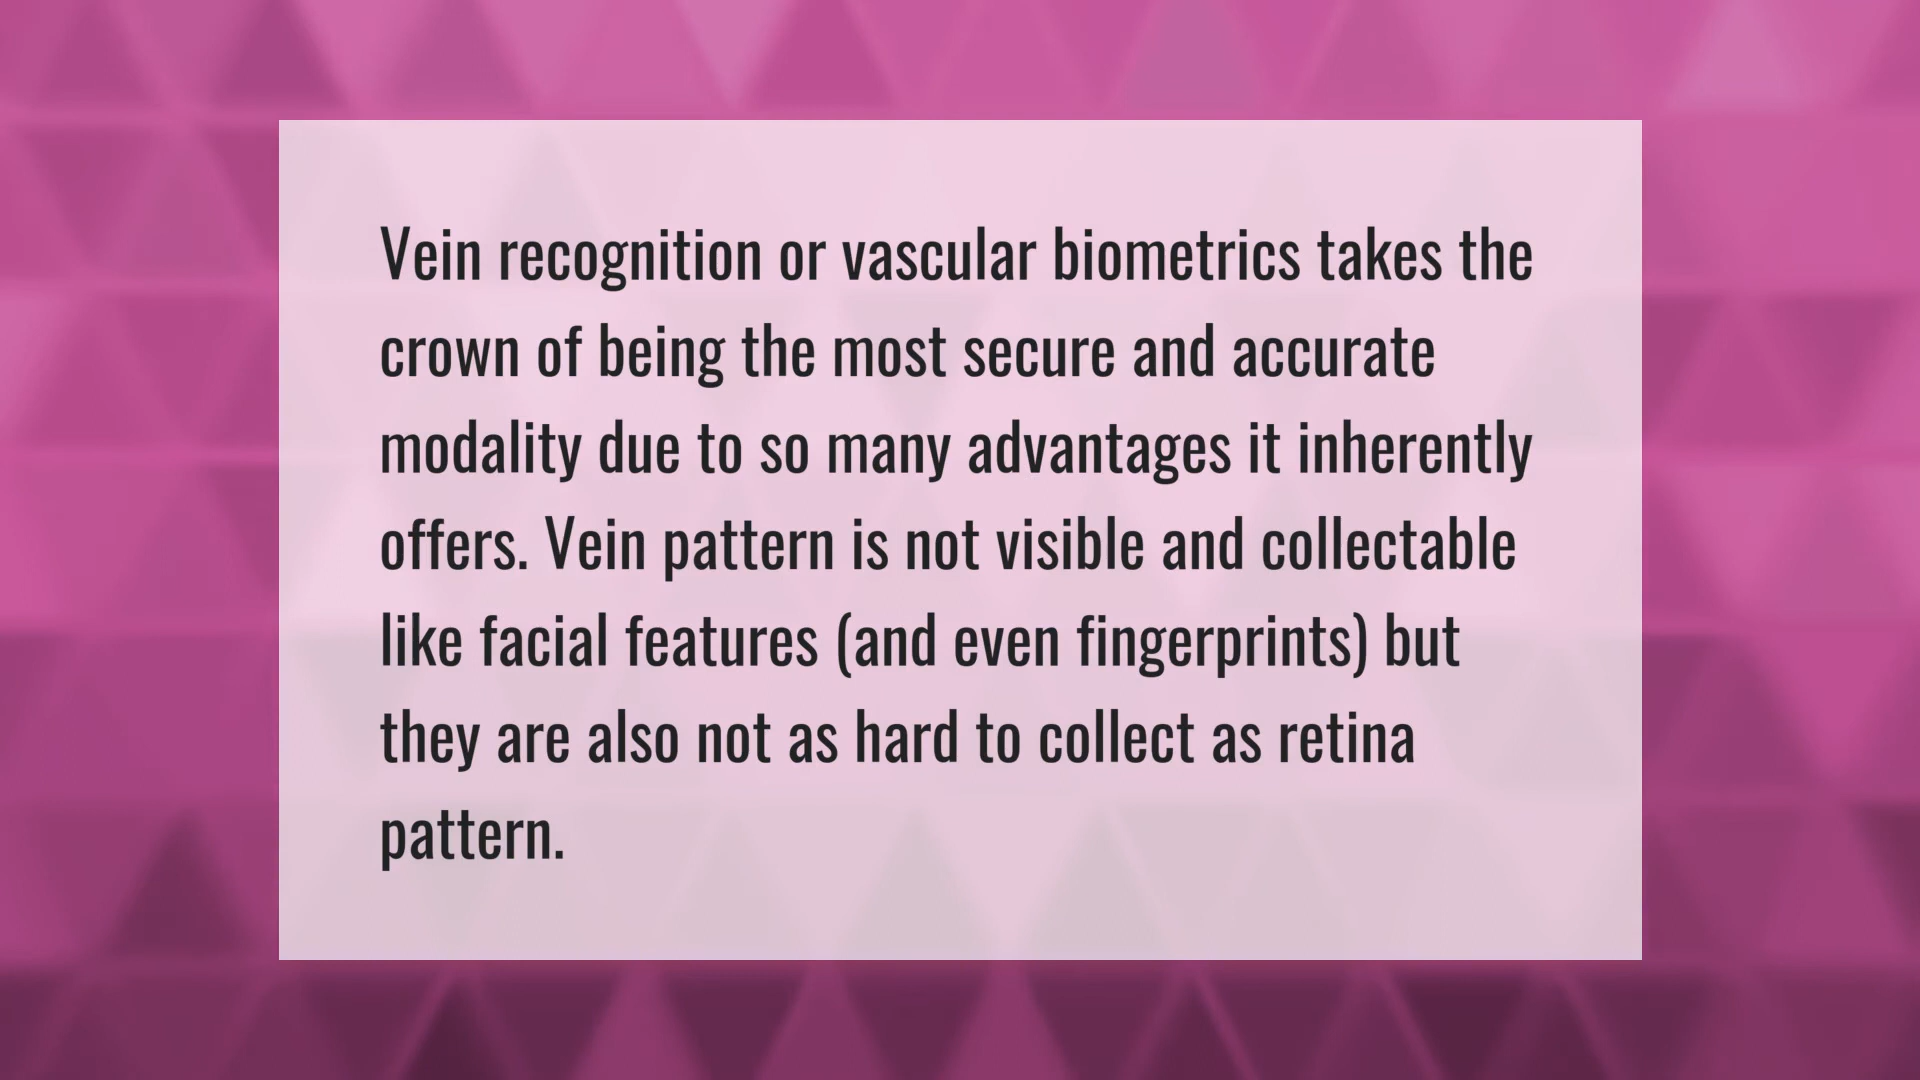 Vein recognition or vascular biometrics takes the
crown of being the most secure and accurate
modality due to so many advantages it inherently
offers. Vein pattern is not visible and collectable
like facial features (and even fingerprints) but
they are also not as hard to collect as retina
pattern.